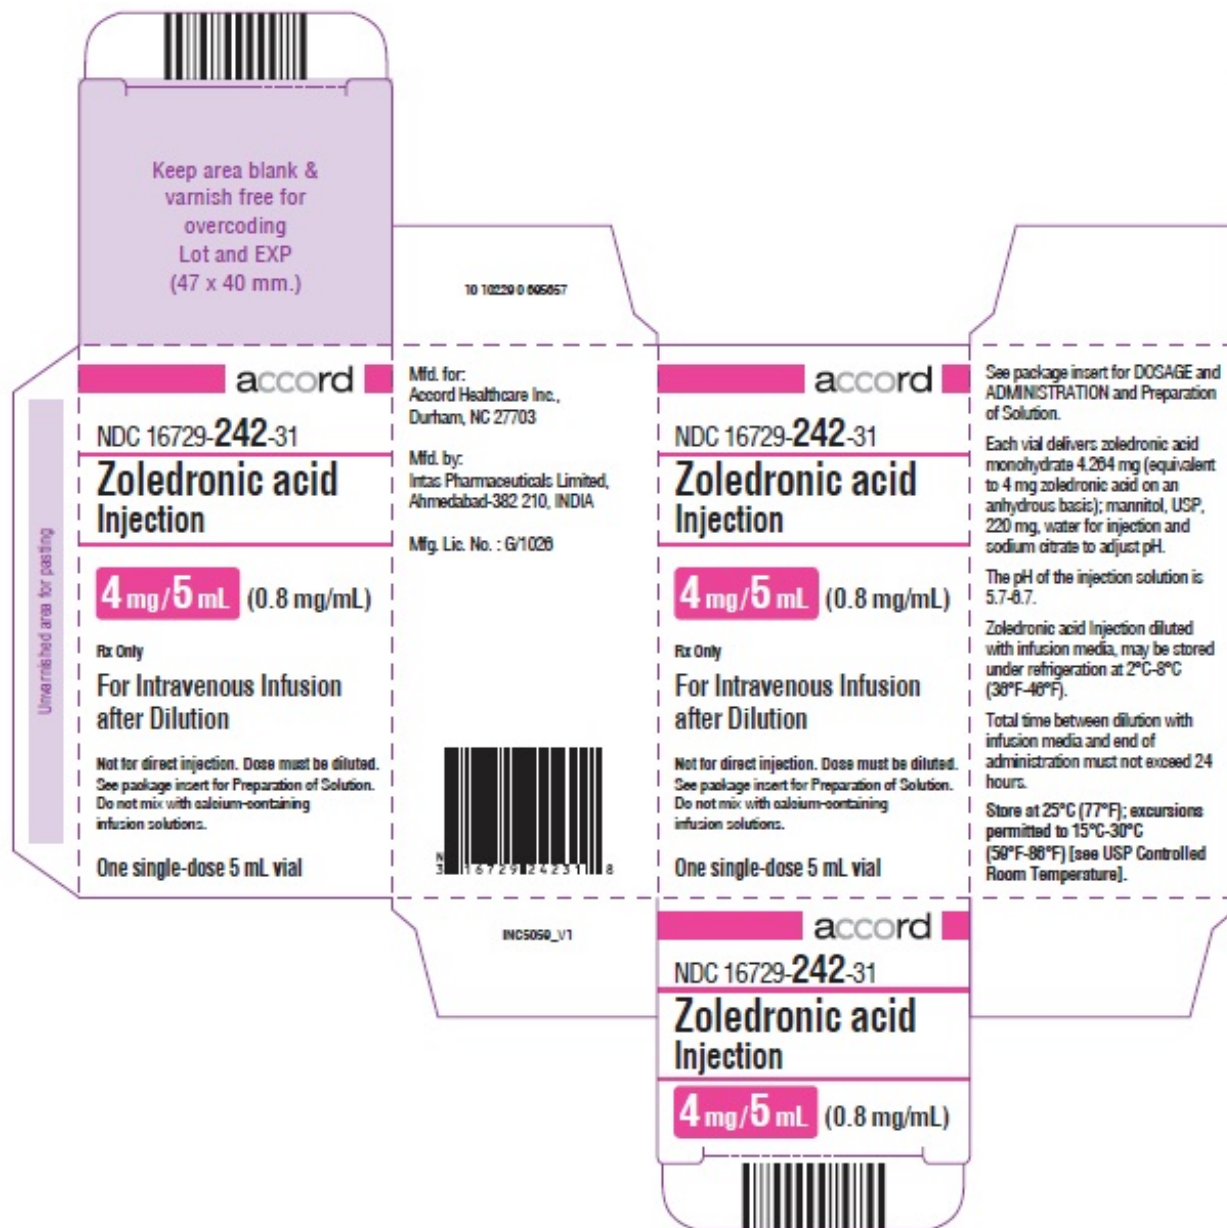 Keep area blank &
varnish free for
overcoding
Lot and EXP
(47 x 40 mm.)
Unvarnished area for pasting
accord
NDC 16729-242-31
Zoledronic acid
Injection
4 mg/5 mL (0.8 mg/mL)
Rx Only
For Intravenous Infusion
after Dilution
Not for direct injection. Dose must be diluted.
See package insert for Preparation of Solution.
Do not mix with calcium-containing
infusion solutions.
One single-dose 5 mL vial
10 10229 0 695657
Mfd. for:
Accord Healthcare Inc.,
Durham, NC 27703
Mfd. by:
Intas Pharmaceuticals Limited,
Ahmedabad-382 210, INDIA
Mfg. Lic. No. : G/1026
N
3 16729 24231 8
INC5059_V1
accord
NDC 16729-242-31
Zoledronic acid
Injection
4 mg/5 mL (0.8 mg/mL)
Rx Only
For Intravenous Infusion
after Dilution
Not for direct injection. Dose must be diluted.
See package insert for Preparation of Solution.
Do not mix with calcium-containing
infusion solutions.
One single-dose 5 mL vial
accord
NDC 16729-242-31
Zoledronic acid
Injection
4 mg/5 mL (0.8 mg/mL)
See package insert for DOSAGE and
ADMINISTRATION and Preparation
of Solution.
Each vial delivers zoledronic acid
monohydrate 4.264 mg (equivalent
to 4 mg zoledronic acid on an
anhydrous basis); mannitol, USP,
220 mg, water for injection and
sodium citrate to adjust pH.
The pH of the injection solution is
5.7-6.7.
Zoledronic acid Injection diluted
with infusion media, may be stored
under refrigeration at 2°C-8°C
(36°F-46°F).
Total time between dilution with
infusion media and end of
administration must not exceed 24
hours.
Store at 25°C (77°F); excursions
permitted to 15°C-30°C
(59°F-86°F) [see USP Controlled
Room Temperature].